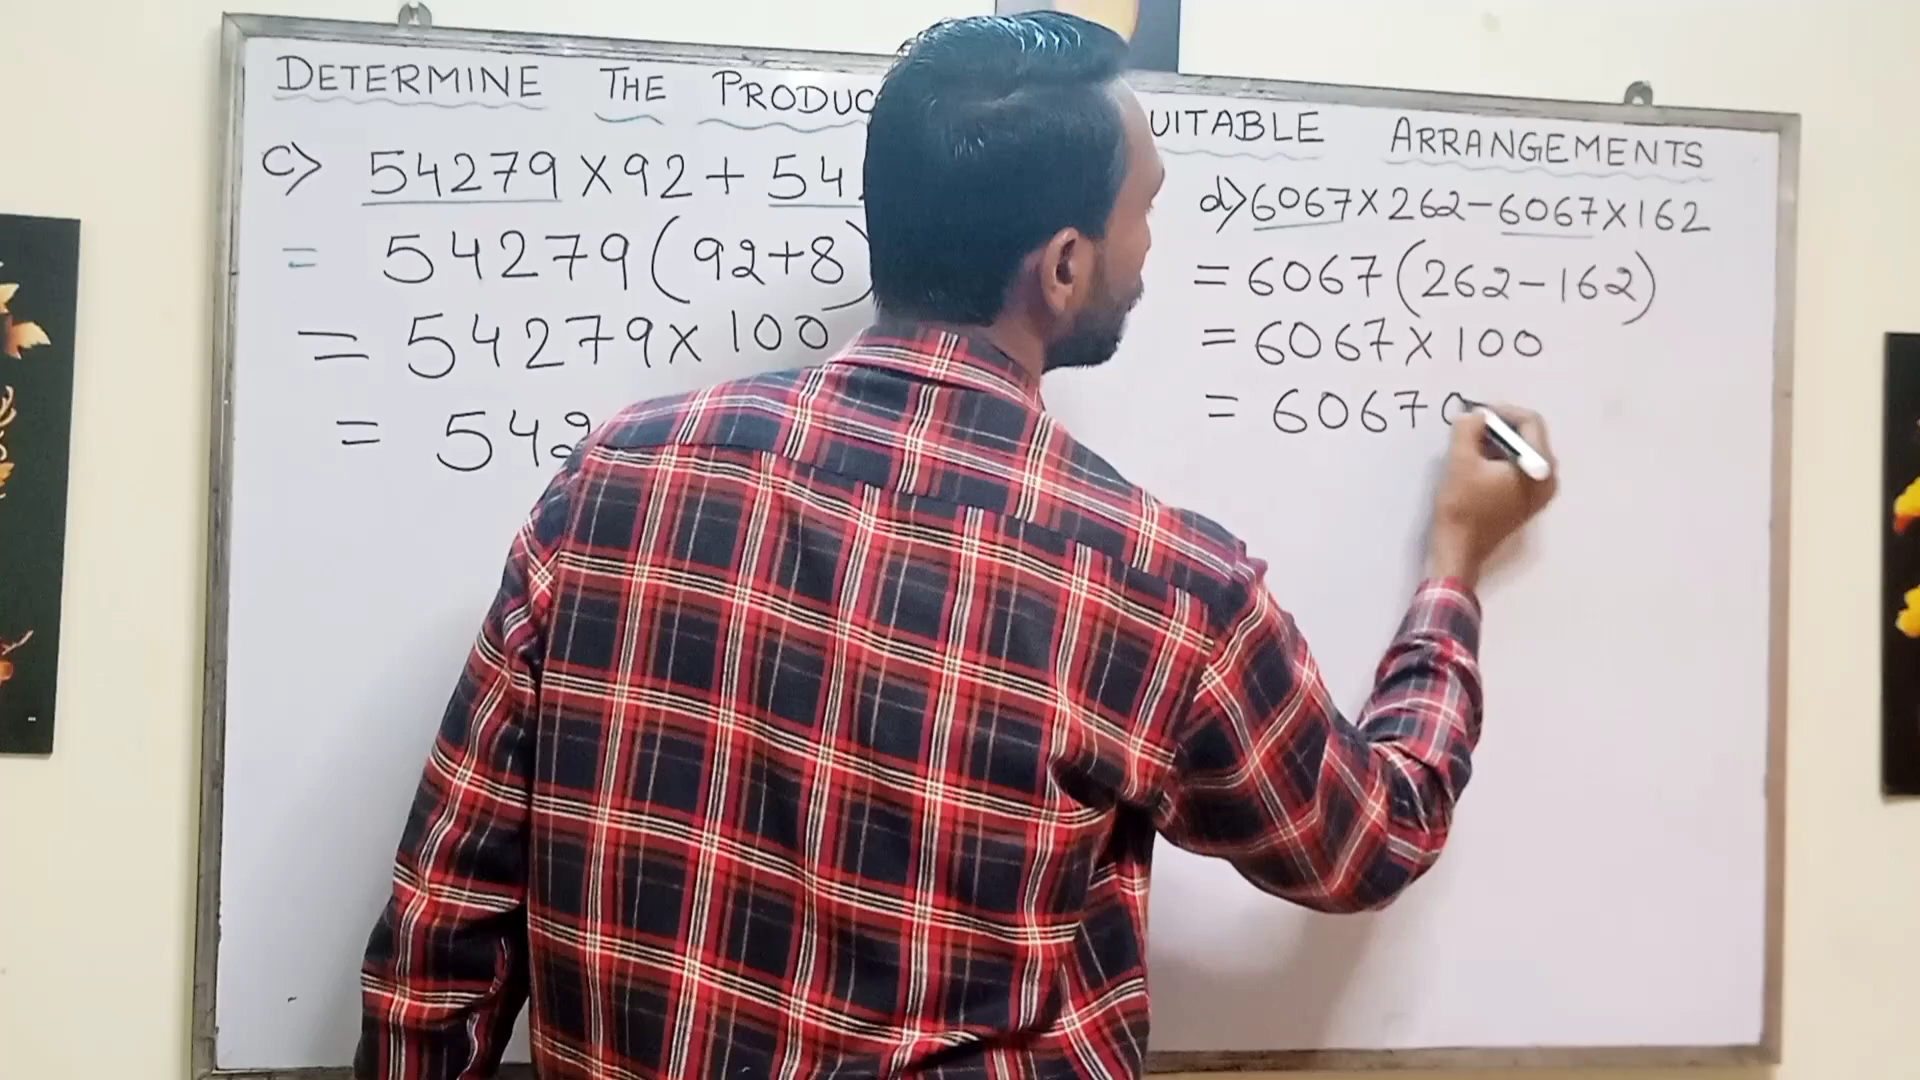 DETERMINE THE PRODUC UITABLE ARRANGEMENTS
C> 54279 × 92 + 54
= 54279 (92+8)
= 54279 × 100
= 542
d> 6067 × 262 - 6067 × 162
= 6067 (262 - 162)
= 6067 × 100
= 60670